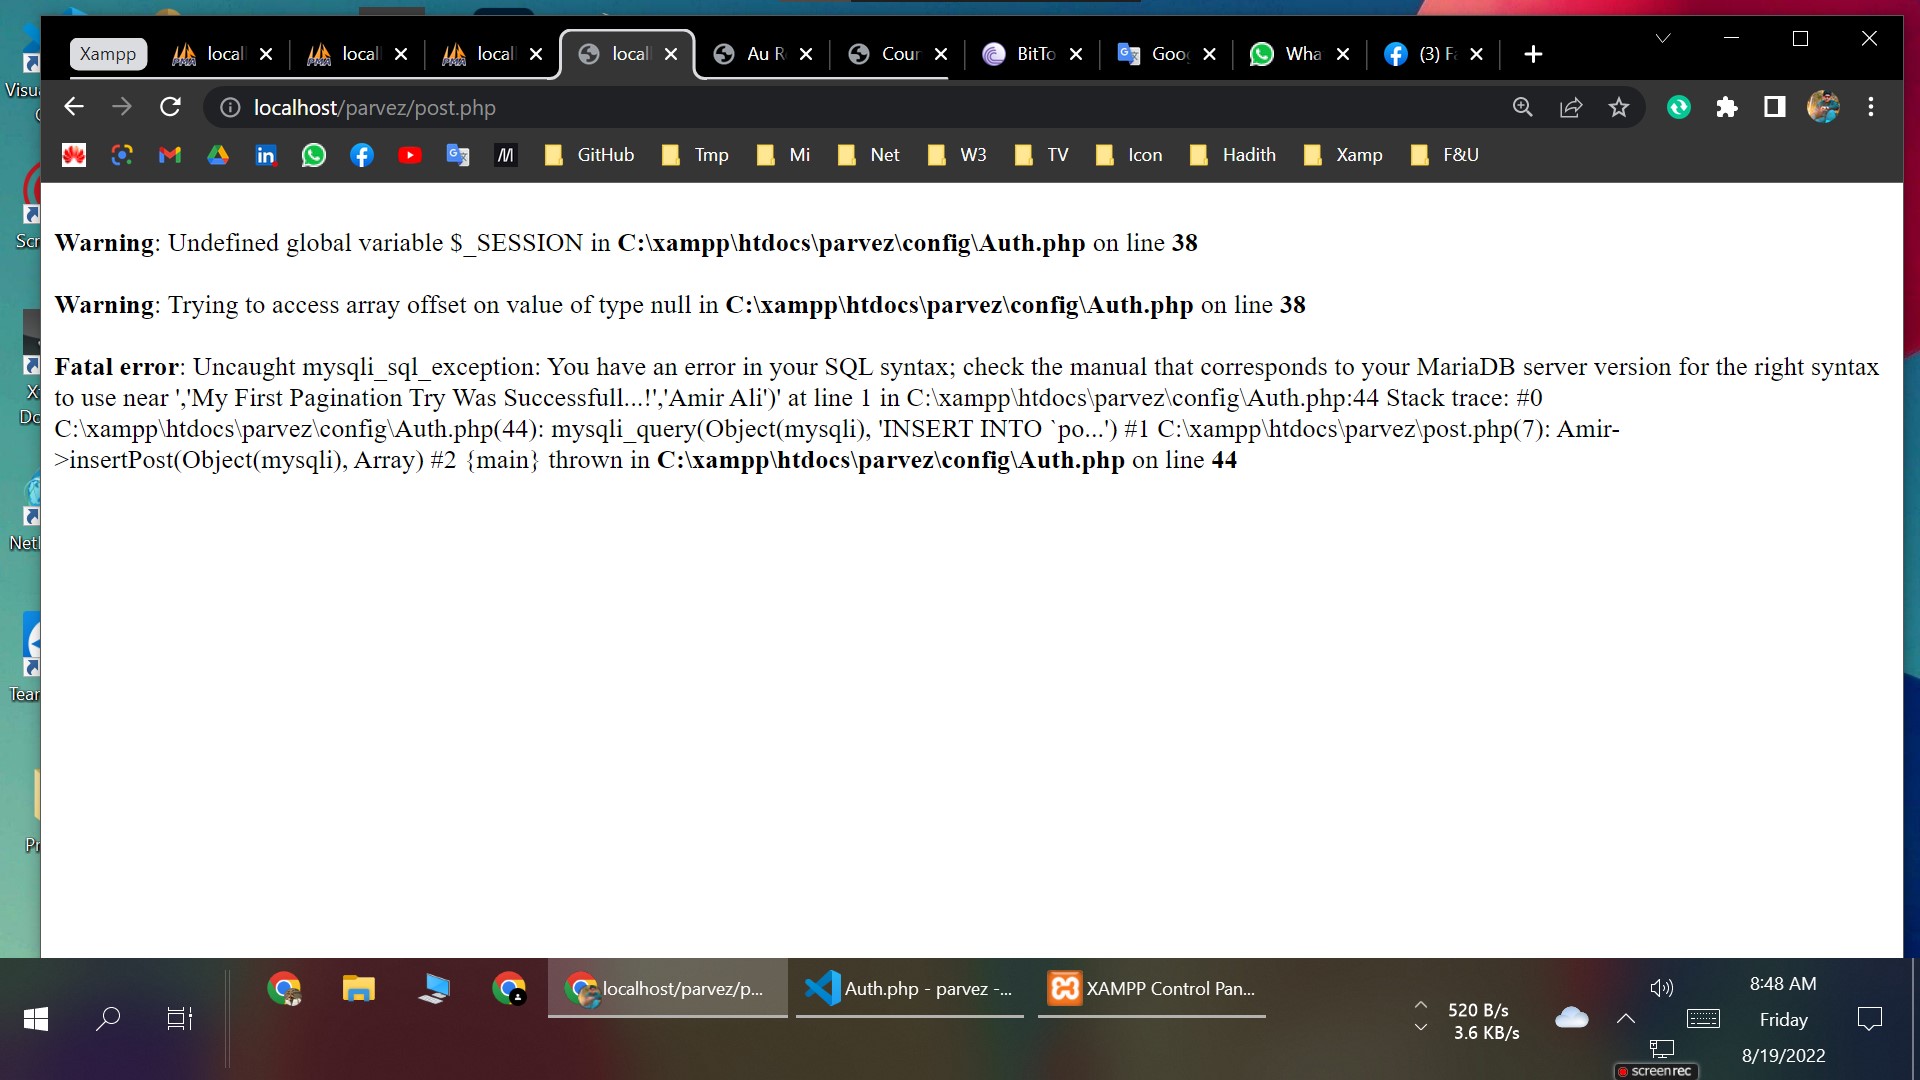 Xampp
locall
locall
locall
locall
Au R
Cour
BitTo
Goog
Wha
(3) Fa
localhost/parvez/post.php
GitHub
Tmp
Mi
Net
W3
TV
Icon
Hadith
Xamp
F&U
Visu
Warning: Undefined global variable $_SESSION in C:\xampp\htdocs\parvez\config\Auth.php on line 38
Warning: Trying to access array offset on value of type null in C:\xampp\htdocs\parvez\config\Auth.php on line 38
Fatal error: Uncaught mysqli_sql_exception: You have an error in your SQL syntax; check the manual that corresponds to your MariaDB server version for the right syntax
to use near ','My First Pagination Try Was Successfull...!','Amir Ali')' at line 1 in C:\xampp\htdocs\parvez\config\Auth.php:44 Stack trace: #0
C:\xampp\htdocs\parvez\config\Auth.php(44): mysqli_query(Object(mysqli), 'INSERT INTO `po...') #1 C:\xampp\htdocs\parvez\post.php(7): Amir-
>insertPost(Object(mysqli), Array) #2 {main} thrown in C:\xampp\htdocs\parvez\config\Auth.php on line 44
Scr
Do
Net
Tear
Pr
localhost/parvez/p...
Auth.php - parvez -...
XAMPP Control Pan...
520 B/s
3.6 KB/s
8:48 AM
Friday
8/19/2022
screenrec